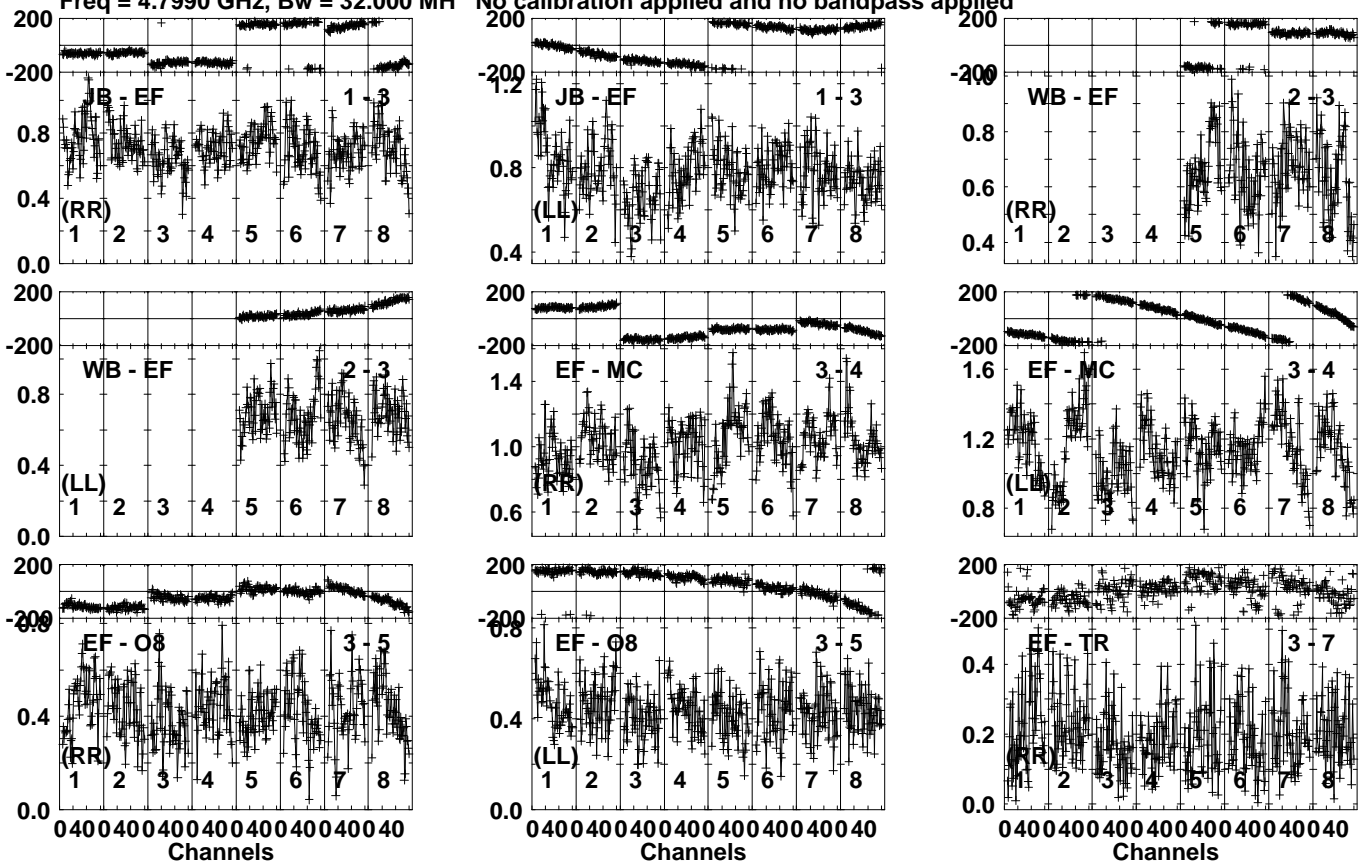 Freq = 4.7990 GHz, Bw = 32.000 MH No calibration applied and no bandpass applied
200 200 200
-200 -200 -200
1.2 1.0
JB - EF 1 - 3 JB - EF 1 - 3 WB - EF 2 - 3
0.8 0.8 0.8
0.4 0.6
(RR) (LL) (RR)
1 2 3 4 5 6 7 8 1 2 3 4 5 6 7 8 1 2 3 4 5 6 7 8
0.0 0.4 0.4
200 200 200
-200 -200 -200
WB - EF 2 - 3 EF - MC 3 - 4 EF - MC 3 - 4
0.8 1.4 1.6
0.4 1.0 1.2
(LL) (RR) (LL)
1 2 3 4 5 6 7 8 1 2 3 4 5 6 7 8 1 2 3 4 5 6 7 8
0.0 0.6 0.8
200 200 200
-200 -200 -200
0.8 0.8
EF - O8 3 - 5 EF - O8 3 - 5 EF - TR 3 - 7
0.4 0.4 0.4
0.2
(RR) (LL) (RR)
1 2 3 4 5 6 7 8 1 2 3 4 5 6 7 8 1 2 3 4 5 6 7 8
0.0 0.0 0.0
0 40 0 40 0 40 0 40 0 40 0 40 0 40 0 40 0 40 0 40 0 40 0 40 0 40 0 40 0 40 0 40 0 40 0 40 0 40 0 40 0 40 0 40 0 40 0 40
Channels Channels Channels